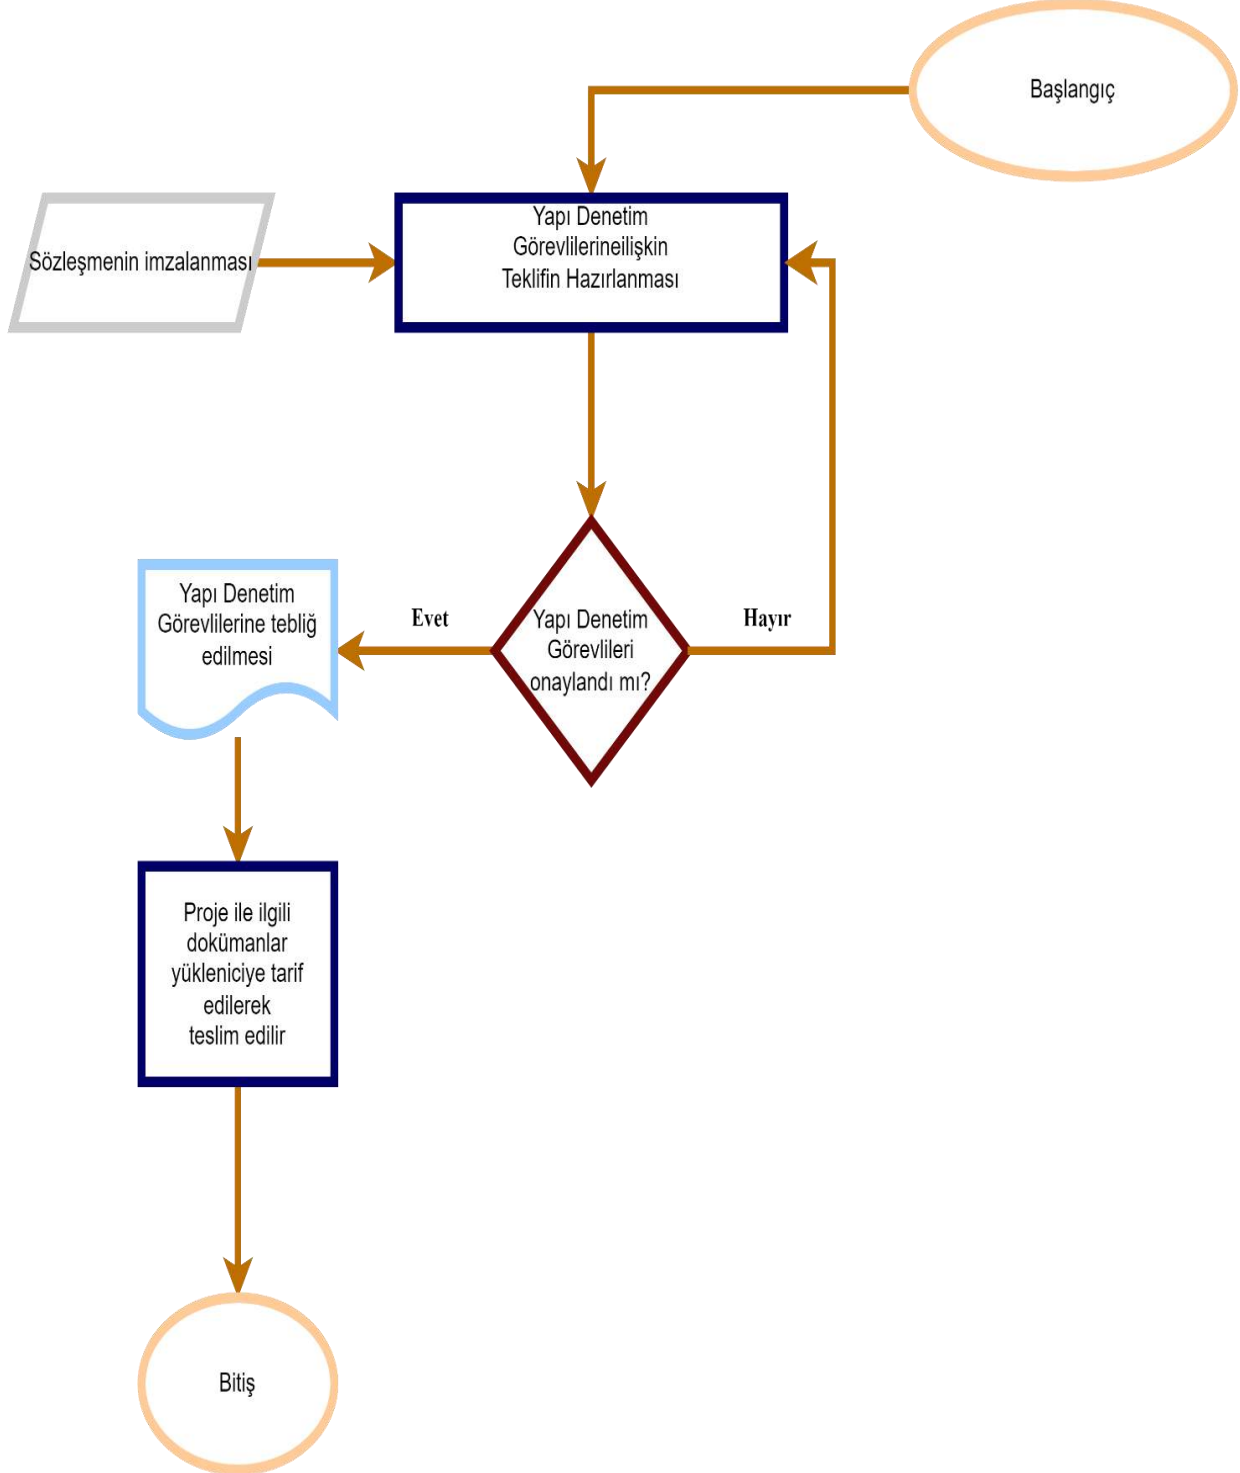 Başlangıç
Yapı Denetim
Görevlilerineilişkin
Teklifin Hazırlanması
Sözleşmenin imzalanması
Yapı Denetim
Görevlileri
onaylandı mı?
Evet
Hayır
Yapı Denetim
Görevlilerine tebliğ
edilmesi
Proje ile ilgili
dokümanlar
yükleniciye tarif
edilerek
teslim edilir
Bitiş